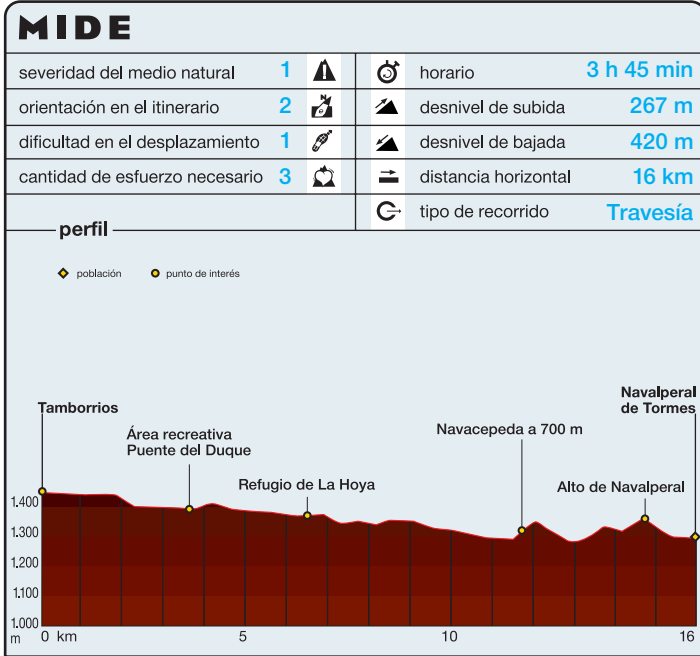 MIDE
severidad del medio natural 1
orientación en el itinerario 2
dificultad en el desplazamiento 1
cantidad de esfuerzo necesario 3
horario 3 h 45 min
desnivel de subida 267 m
desnivel de bajada 420 m
distancia horizontal 16 km
tipo de recorrido Travesía
perfil
población
punto de interés
Tamborrios
Área recreativa
Puente del Duque
Refugio de La Hoya
Navacepeda a 700 m
Alto de Navalperal
Navalperal
de Tormes
1.400
1.300
1.200
1.100
1.000
m 0 km 5 10 16